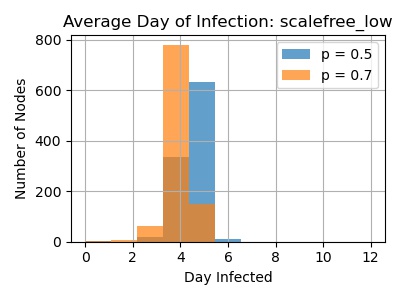 Average Day of Infection: scalefree_low
800
600
400
200
0
Number of Nodes
p = 0.5
p = 0.7
0 2 4 6 8 10 12
Day Infected